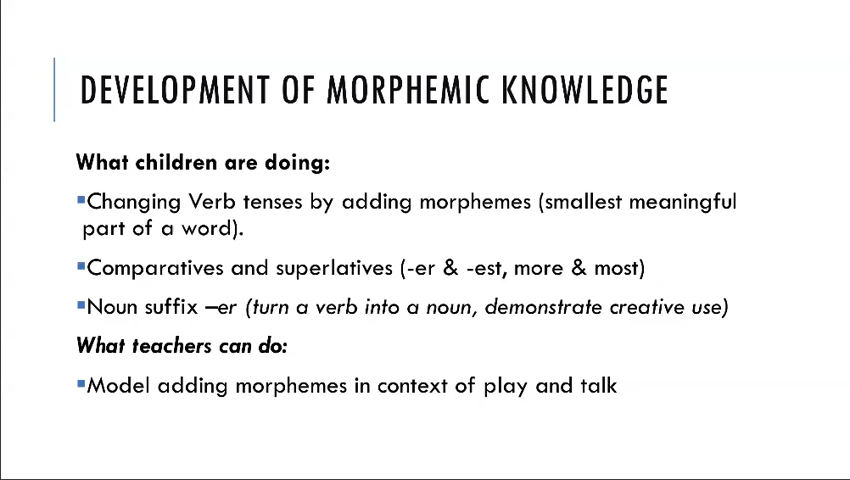 DEVELOPMENT OF MORPHEMIC KNOWLEDGE
What children are doing:
▪Changing Verb tenses by adding morphemes (smallest meaningful
part of a word).
▪Comparatives and superlatives (-er & -est, more & most)
▪Noun suffix –er (turn a verb into a noun, demonstrate creative use)
What teachers can do:
▪Model adding morphemes in context of play and talk